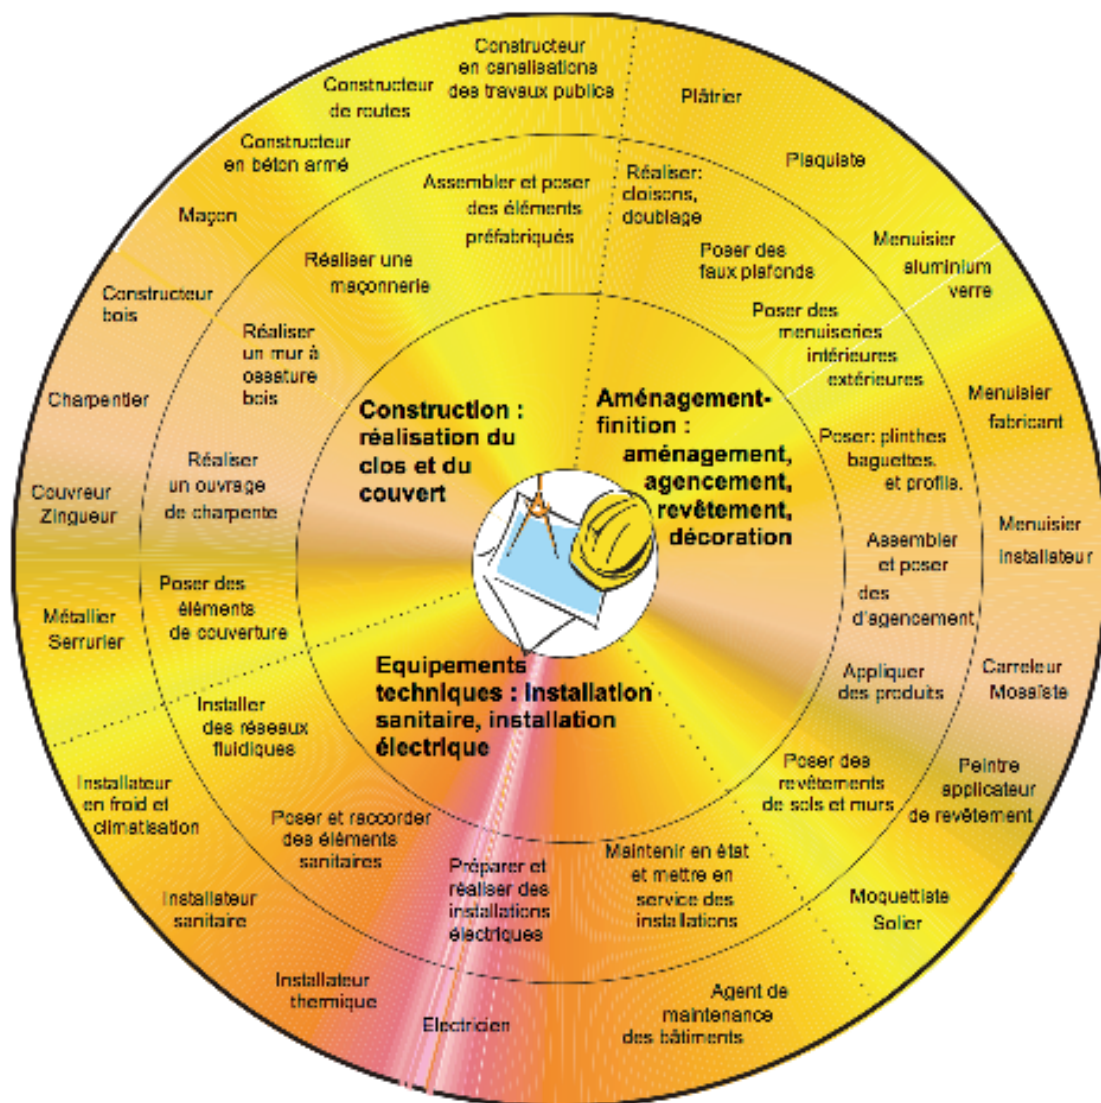 Constructeur
en canalisations
des travaux publics
Constructeur
de routes
Constructeur
en béton armé
Maçon
Constructeur
bois
Charpentier
Couvreur
Zingueur
Métallier
Serrurier
Plâtrier
Plaquiste
Menuisier
aluminium
verre
Menuisier
fabricant
Menuisier
Installateur
Carreleur
Mosaïste
Peintre
applicateur
de revêtement
Moquettiste
Solier
Assembler et poser
des éléments
préfabriqués
Réaliser une
maçonnerie
Réaliser
un mur à
ossature
bois
Réaliser
un ouvrage
de charpente
Poser des
éléments
de couverture
Réaliser:
cloisons,
doublage
Poser des
faux plafonds
Poser des
menuiseries
intérieures
extérieures
Poser: plinthes
baguettes.
et profils.
Assembler
et poser
des
d'agencement
Appliquer
des produits
Poser des
revêtements
de sols et murs
Construction :
réalisation du
clos et du
couvert
Aménagement-
finition :
aménagement,
agencement,
revêtement,
décoration
Equipements
techniques : Installation
sanitaire, installation
électrique
Installer
des réseaux
fluidiques
Poser et raccorder
des éléments
sanitaires
Préparer et
réaliser des
installations
électriques
Maintenir en état
et mettre en
service des
installations
Installateur
en froid et
climatisation
Installateur
sanitaire
Installateur
thermique
Electricien
Agent de
maintenance
des bâtiments